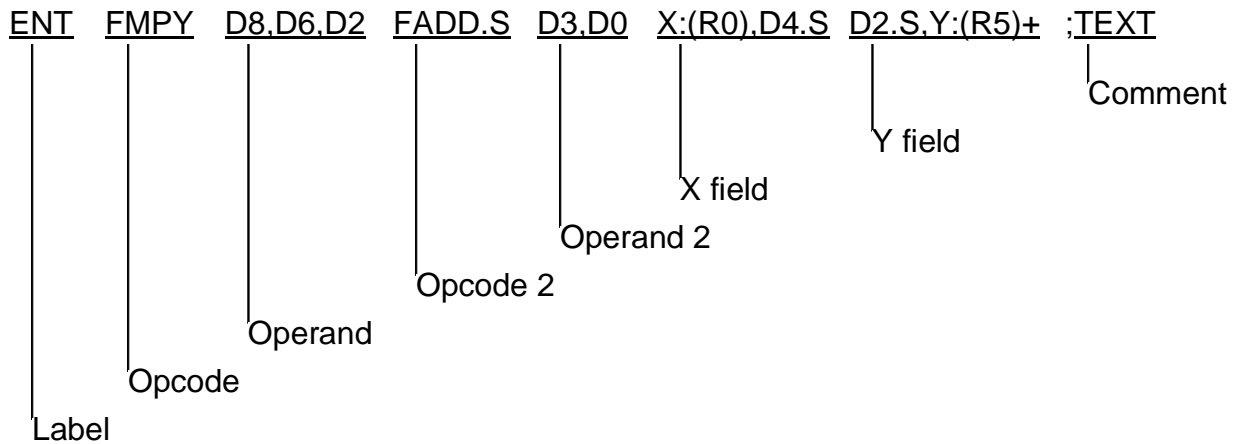 ENT FMPY D8,D6,D2 FADD.S D3,D0 X:(R0),D4.S D2.S,Y:(R5)+ ;TEXT
Comment
Y field
X field
Operand 2
Opcode 2
Operand
Opcode
Label